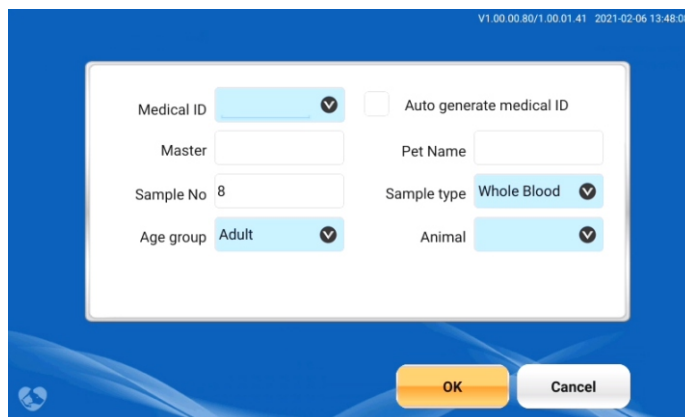 V1.00.00.80/1.00.01.41 2021-02-06 13:48:0
Medical ID
Auto generate medical ID
Master
Pet Name
Sample No 8
Sample type Whole Blood
Age group Adult
Animal
OK
Cancel